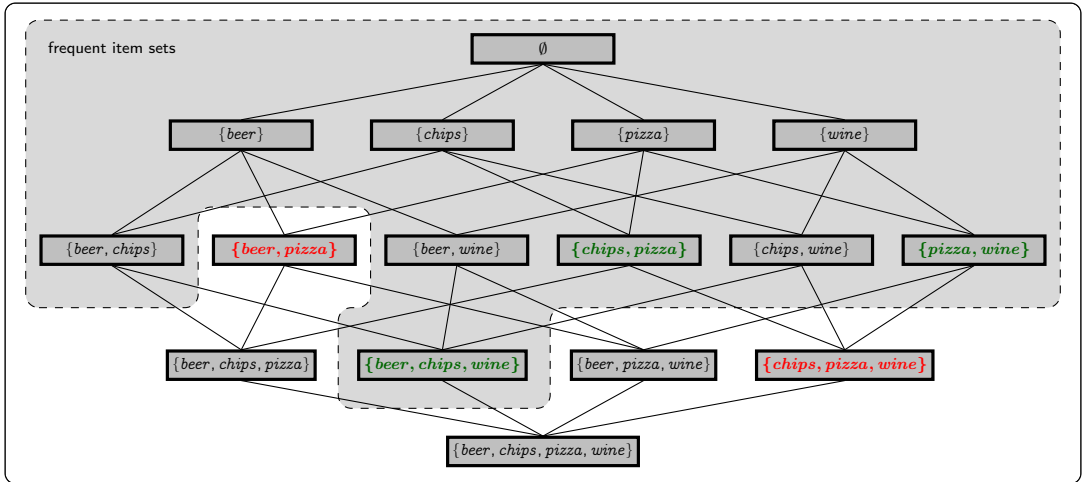 frequent item sets
∅
{beer} {chips} {pizza} {wine}
{beer, chips} {beer, pizza} {beer, wine} {chips, pizza} {chips, wine} {pizza, wine}
{beer, chips, pizza} {beer, chips, wine} {beer, pizza, wine} {chips, pizza, wine}
{beer, chips, pizza, wine}